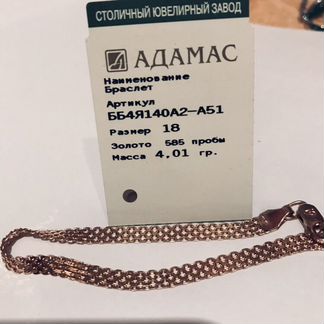 СТОЛИЧНЫЙ ЮВЕЛИРНЫЙ ЗАВОД
АДАМАС
Наименование
Браслет
Артикул
ББ4Я140А2-А51
Размер 18
Золото 585 пробы
Масса 4,01 гр.